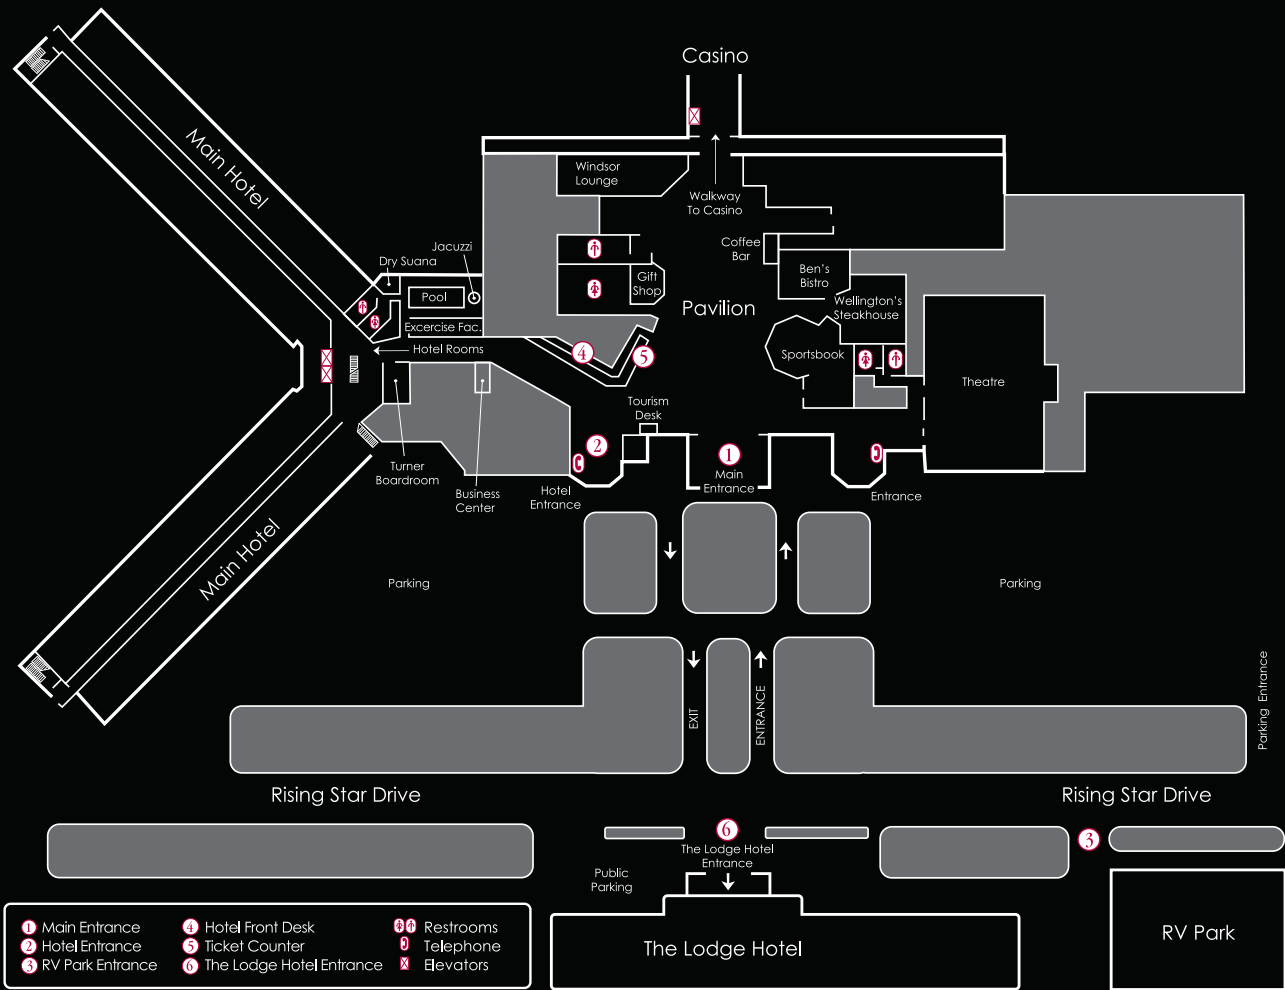 Casino
Main Hotel
Windsor
Lounge
Walkway
To Casino
Jacuzzi
Dry Suana
Coffee
Bar
Pool
Gift
Shop
Ben's
Bistro
Pavilion
Wellington's
Steakhouse
Excercise Fac.
Hotel Rooms
4
5
Sportsbook
Theatre
Tourism
Desk
2
1
Main
Entrance
Turner
Boardroom
Business
Center
Hotel
Entrance
Entrance
Main Hotel
Parking
Parking
EXIT
ENTRANCE
Parking Entrance
Rising Star Drive
Rising Star Drive
6
3
The Lodge Hotel
Entrance
Public
Parking
The Lodge Hotel
RV Park
1 Main Entrance
2 Hotel Entrance
3 RV Park Entrance
4 Hotel Front Desk
5 Ticket Counter
6 The Lodge Hotel Entrance
Restrooms
Telephone
Elevators